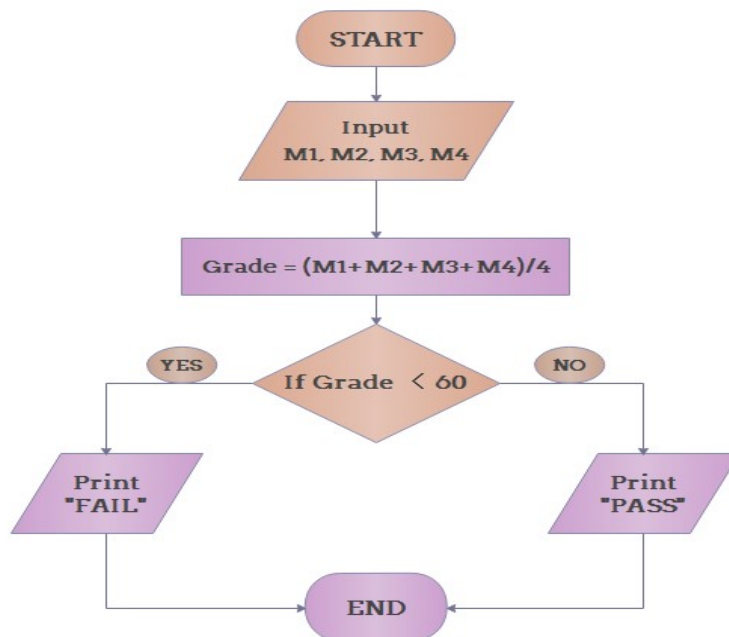 START
Input
M1, M2, M3, M4
Grade = (M1+M2+M3+M4)/4
YES
If Grade < 60
NO
Print
"FAIL"
Print
"PASS"
END